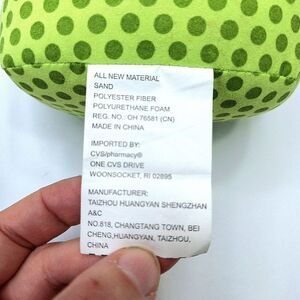 ALL NEW MATERIAL
SAND
POLYESTER FIBER
POLYURETHANE FOAM
REG. NO.: OH 76581 (CN)
MADE IN CHINA
IMPORTED BY:
CVS/pharmacy®
ONE CVS DRIVE
WOONSOCKET, RI 02895
MANUFACTURER:
TAIZHOU HUANGYAN SHENGZHAN
A&C
NO.818, CHANGTANG TOWN, BEI
CHENG,HUANGYAN, TAIZHOU,
CHINA